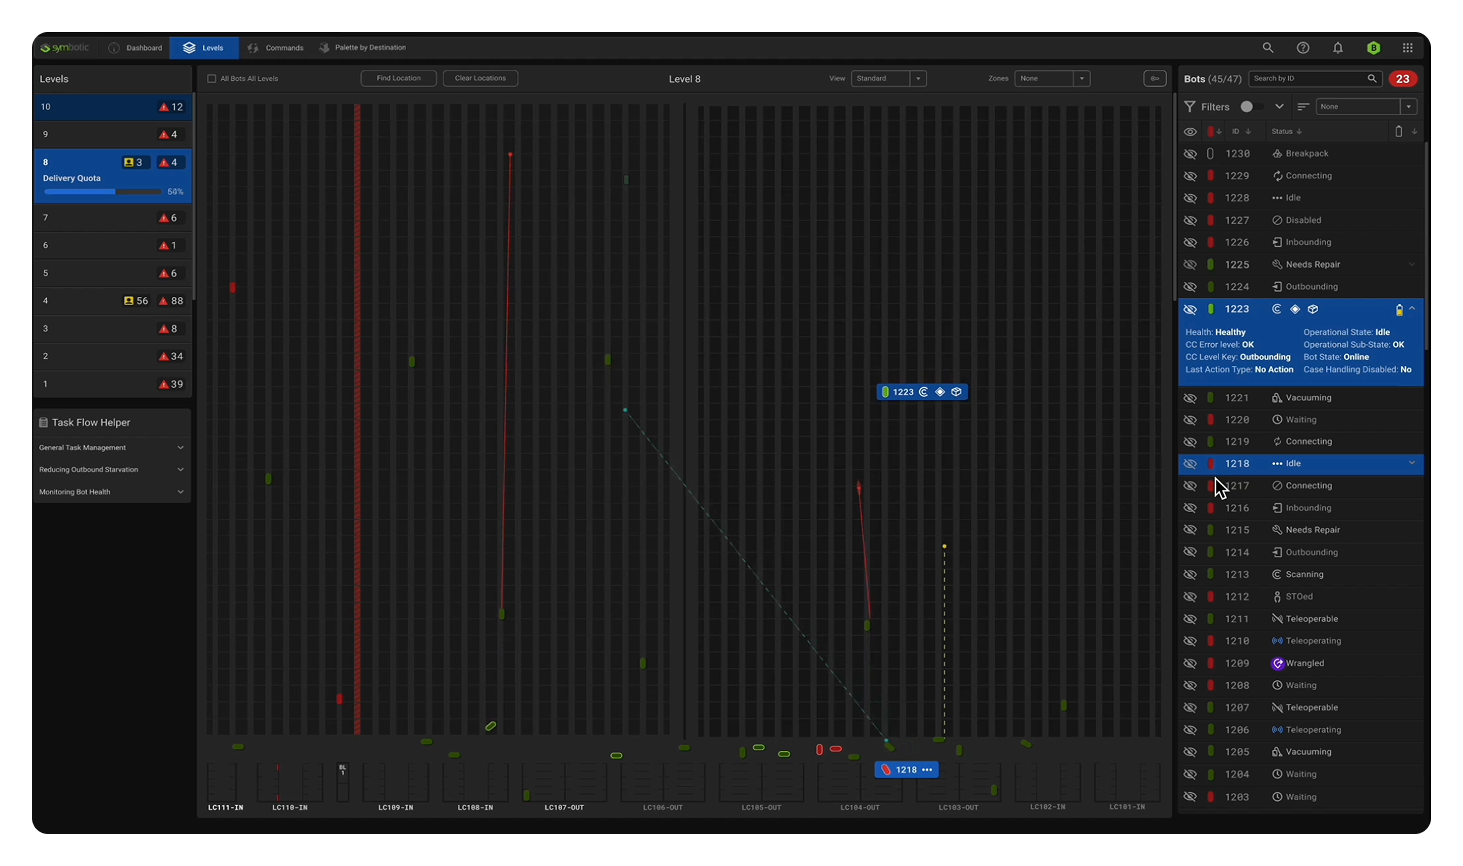 symbotic Dashboard Levels Commands Palette by Destination B
Levels
10 12
9 4
8 3 4
Delivery Quota
50%
7 6
6 1
5 6
4 56 88
3 8
2 34
1 39
Task Flow Helper
General Task Management
Reducing Outbound Starvation
Monitoring Bot Health
All Bots All Levels Find Location Clear Locations Level 8 View Standard Zones None
1223
1218
BL
1
LC111-IN LC110-IN LC109-IN LC108-IN LC107-OUT LC106-OUT LC105-OUT LC104-OUT LC103-OUT LC102-IN LC101-IN
Bots (45/47) Search by ID 23
Filters None
ID Status
1230 Breakpack
1229 Connecting
1228 Idle
1227 Disabled
1226 Inbounding
1225 Needs Repair
1224 Outbounding
1223
Health: Healthy Operational State: Idle
CC Error level: OK Operational Sub-State: OK
CC Level Key: Outbounding Bot State: Online
Last Action Type: No Action Case Handling Disabled: No
1221 Vacuuming
1220 Waiting
1219 Connecting
1218 Idle
1217 Connecting
1216 Inbounding
1215 Needs Repair
1214 Outbounding
1213 Scanning
1212 STOed
1211 Teleoperable
1210 Teleoperating
1209 Wrangled
1208 Waiting
1207 Teleoperable
1206 Teleoperating
1205 Vacuuming
1204 Waiting
1203 Waiting